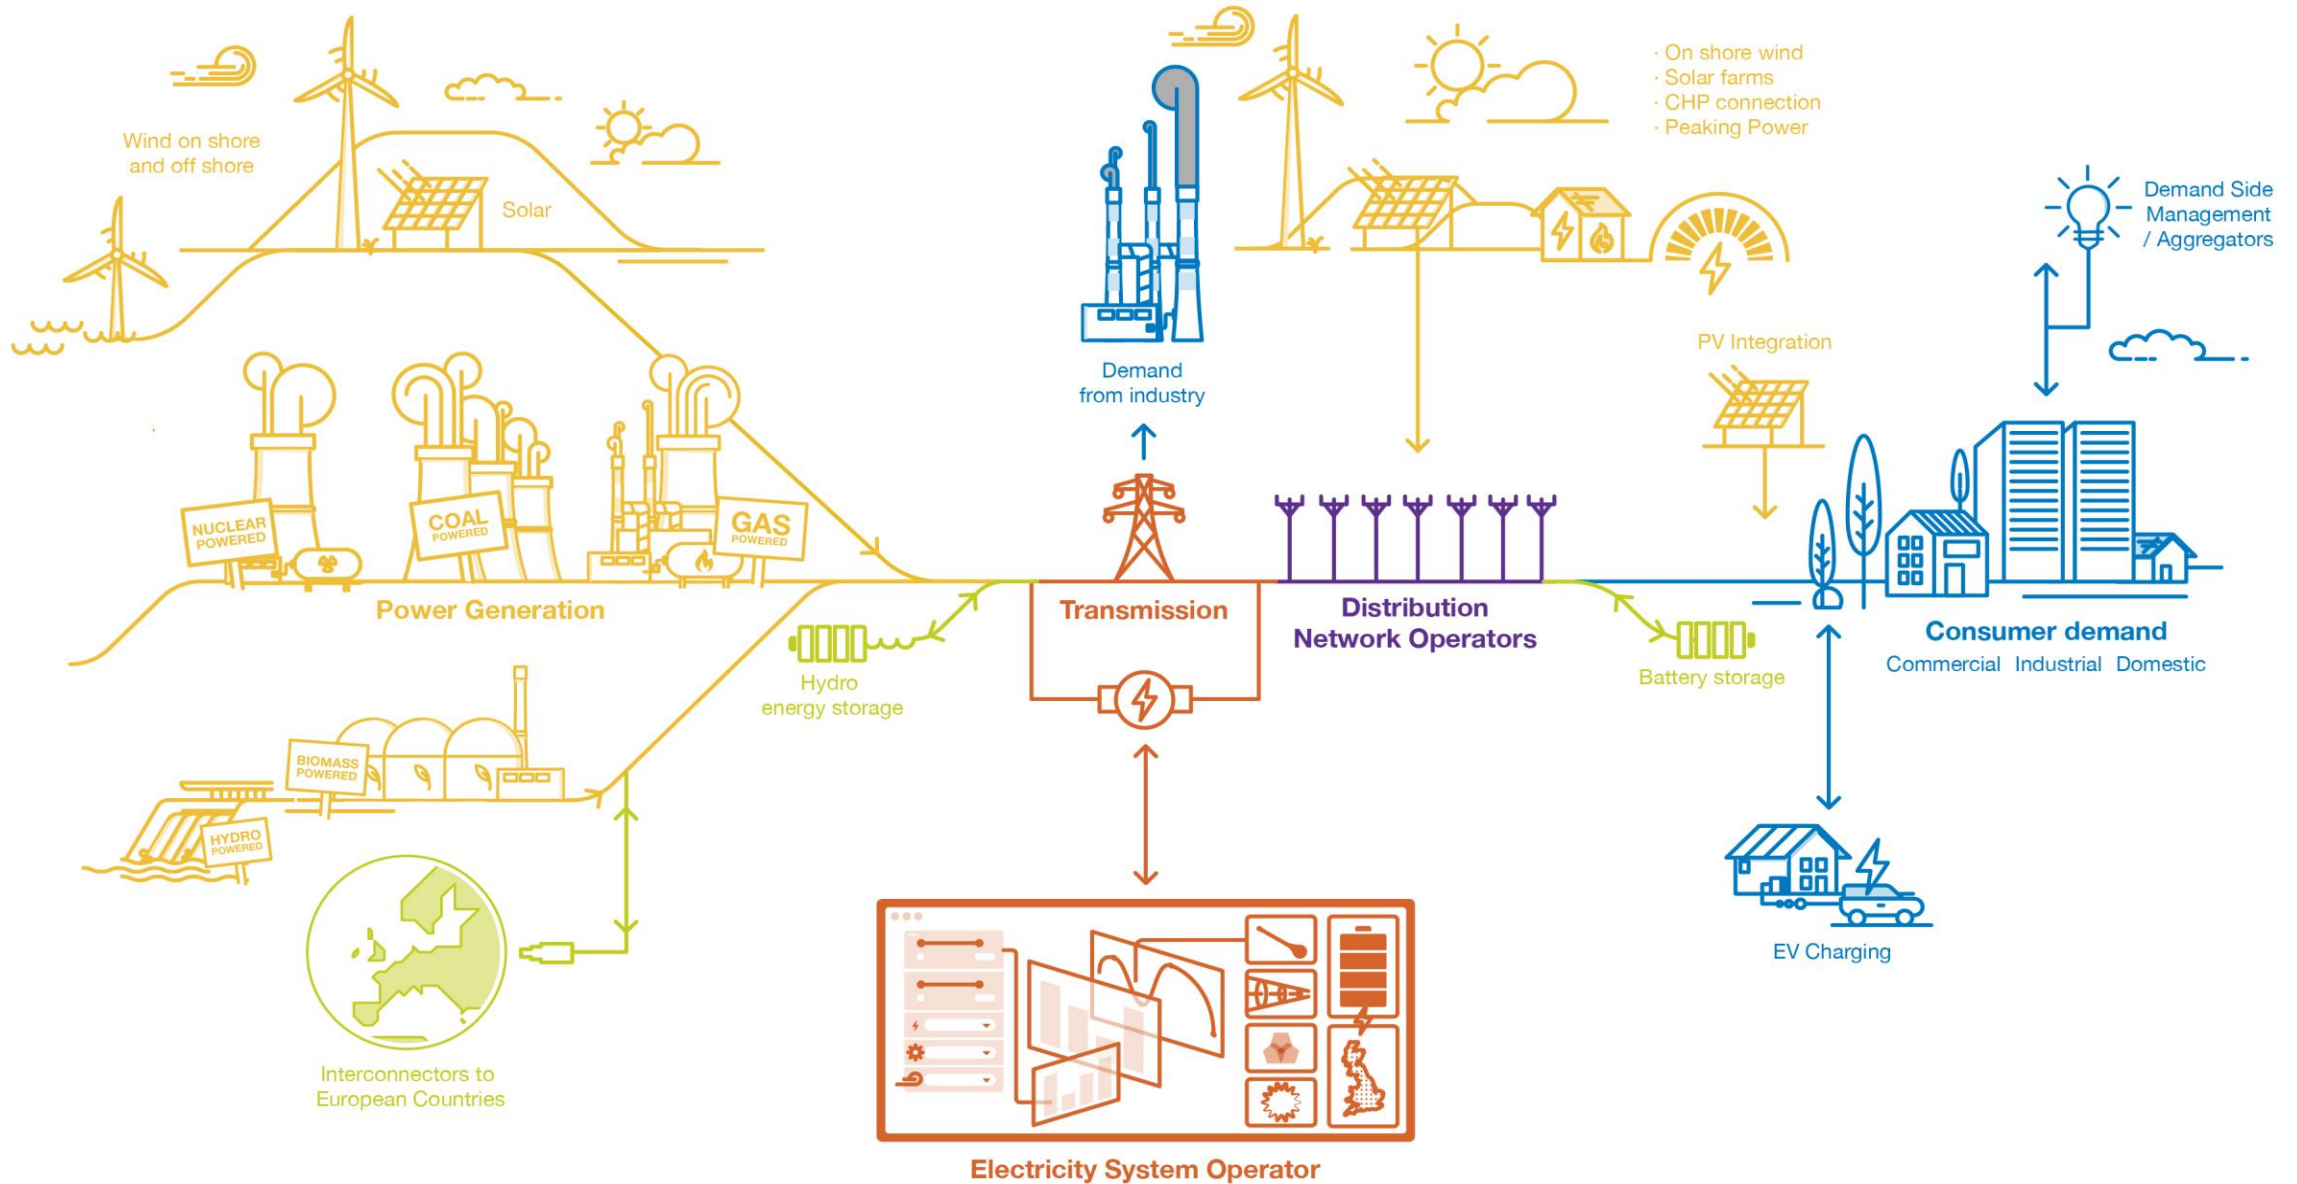 Wind on shore
and off shore
Solar
· On shore wind
· Solar farms
· CHP connection
· Peaking Power
Demand Side
Management
/ Aggregators
Demand
from industry
PV Integration
NUCLEAR
POWERED
COAL
POWERED
GAS
POWERED
Power Generation
Transmission
Distribution
Network Operators
Consumer demand
Commercial Industrial Domestic
Hydro
energy storage
Battery storage
BIOMASS
POWERED
HYDRO
POWERED
EV Charging
Interconnectors to
European Countries
Electricity System Operator